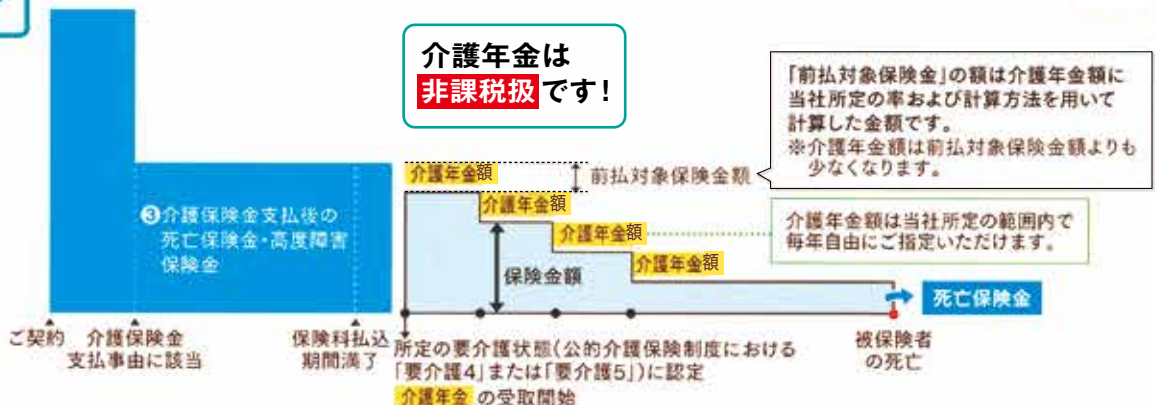 介護年金は
非課税扱です!
「前払対象保険金」の額は介護年金額に
当社所定の率および計算方法を用いて
計算した金額です。
※介護年金額は前払対象保険金額よりも
少なくなります。
介護年金額
前払対象保険金額
介護年金額
介護年金額
介護年金額
介護年金額は当社所定の範囲内で
毎年自由にご指定いただけます。
❸介護保険金支払後の
死亡保険金・高度障害
保険金
保険金額
死亡保険金
ご契約
介護保険金
支払事由に該当
保険料払込
期間満了
所定の要介護状態(公的介護保険制度における
「要介護4」または「要介護5」)に認定
介護年金 の受取開始
被保険者
の死亡